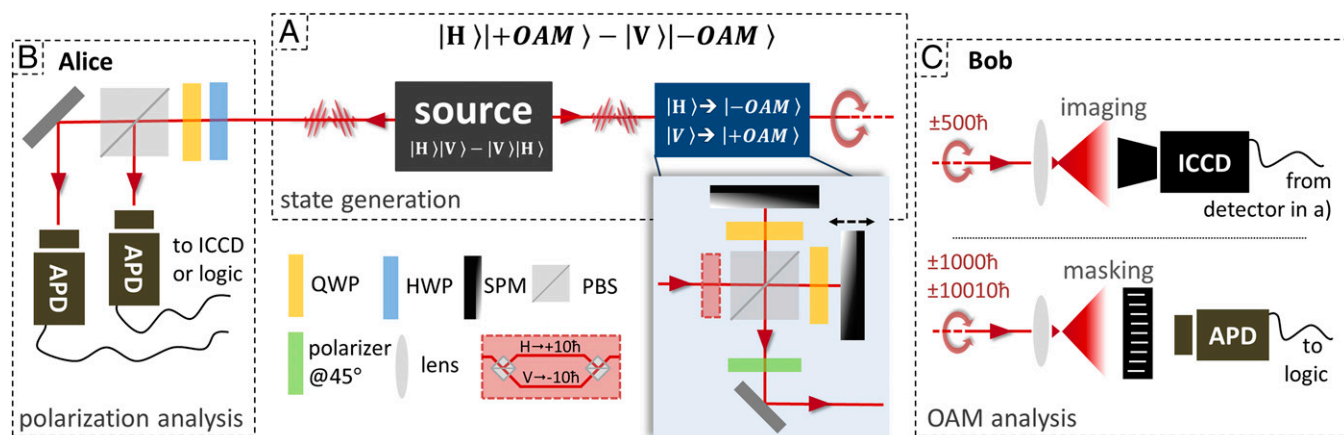 B Alice
to ICCD
or logic
APD
APD
polarization analysis
A
|H⟩|+OAM⟩ − |V⟩|−OAM⟩
source
|H⟩|V⟩ − |V⟩|H⟩
|H⟩→ |−OAM⟩
|V⟩→ |+OAM⟩
state generation
QWP
HWP
SPM
PBS
polarizer
@45°
lens
H→+10ħ
V→-10ħ
C Bob
imaging
±500ħ
ICCD
from
detector in a)
masking
±1000ħ
±10010ħ
APD
to
logic
OAM analysis